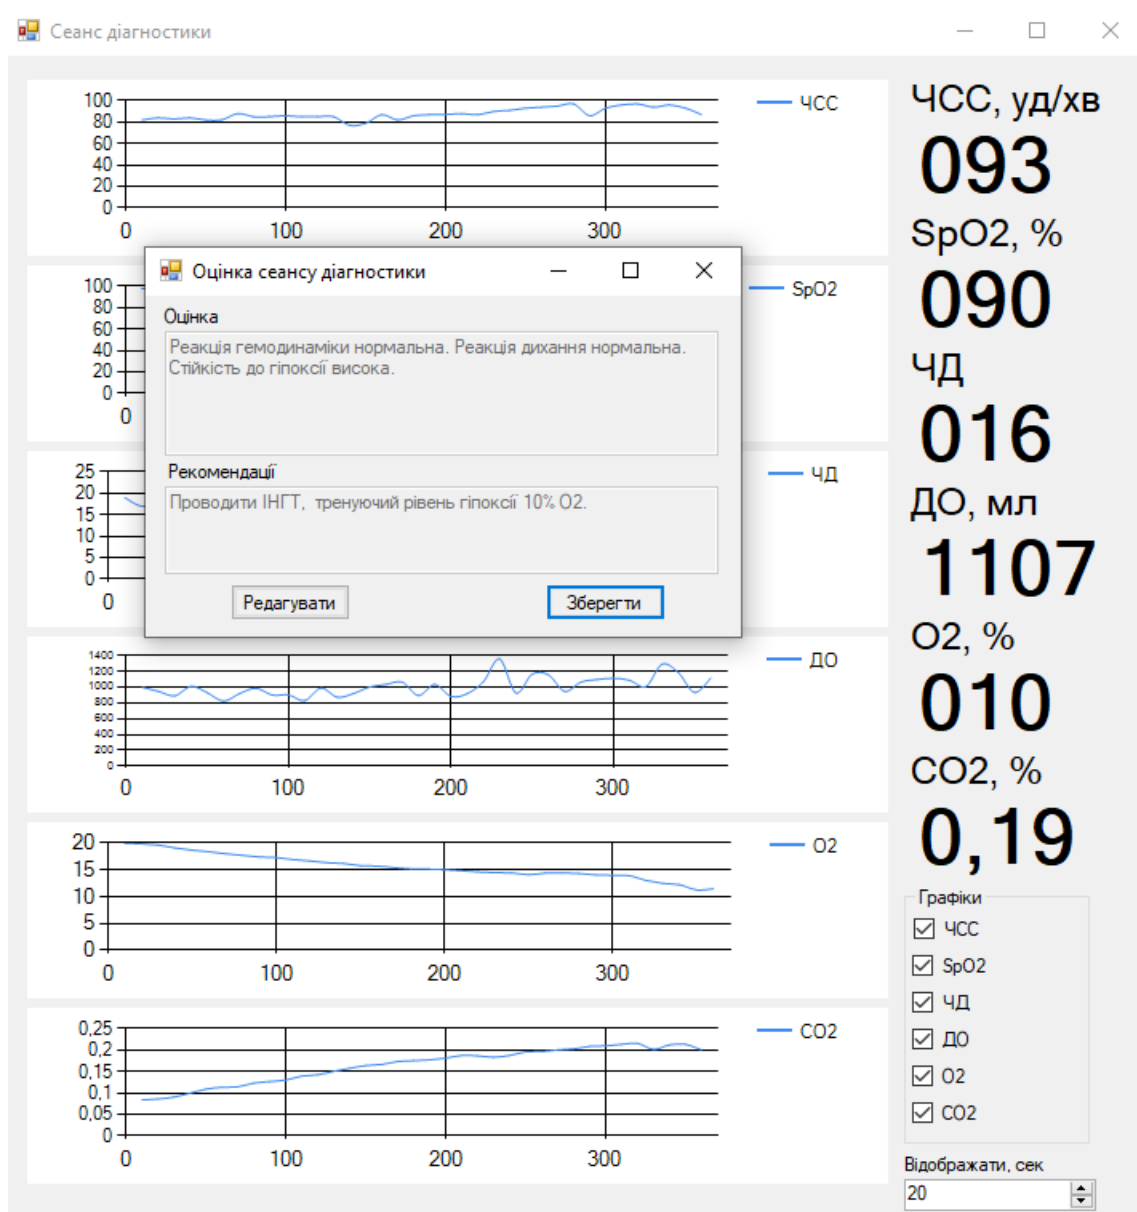 Сеанс діагностики
100
80
60
40
20
0
0 100 200 300
ЧСС
ЧСС, уд/хв
093
SpO2, %
090
ЧД
016
ДО, мл
1107
O2, %
010
CO2, %
0,19
100
80
60
40
20
0
0
SpO2
Оцінка сеансу діагностики
Оцінка
Реакція гемодинаміки нормальна. Реакція дихання нормальна.
Стійкість до гіпоксії висока.
Рекомендації
Проводити ІНГТ, тренуючий рівень гіпоксії 10% O2.
Редагувати Зберегти
25
20
15
10
5
0
0
ЧД
1400
1200
1000
800
600
400
200
0
0 100 200 300
ДО
20
15
10
5
0
0 100 200 300
O2
0,25
0,2
0,15
0,1
0,05
0
0 100 200 300
CO2
Графіки
ЧСС
SpO2
ЧД
ДО
O2
CO2
Відображати, сек
20